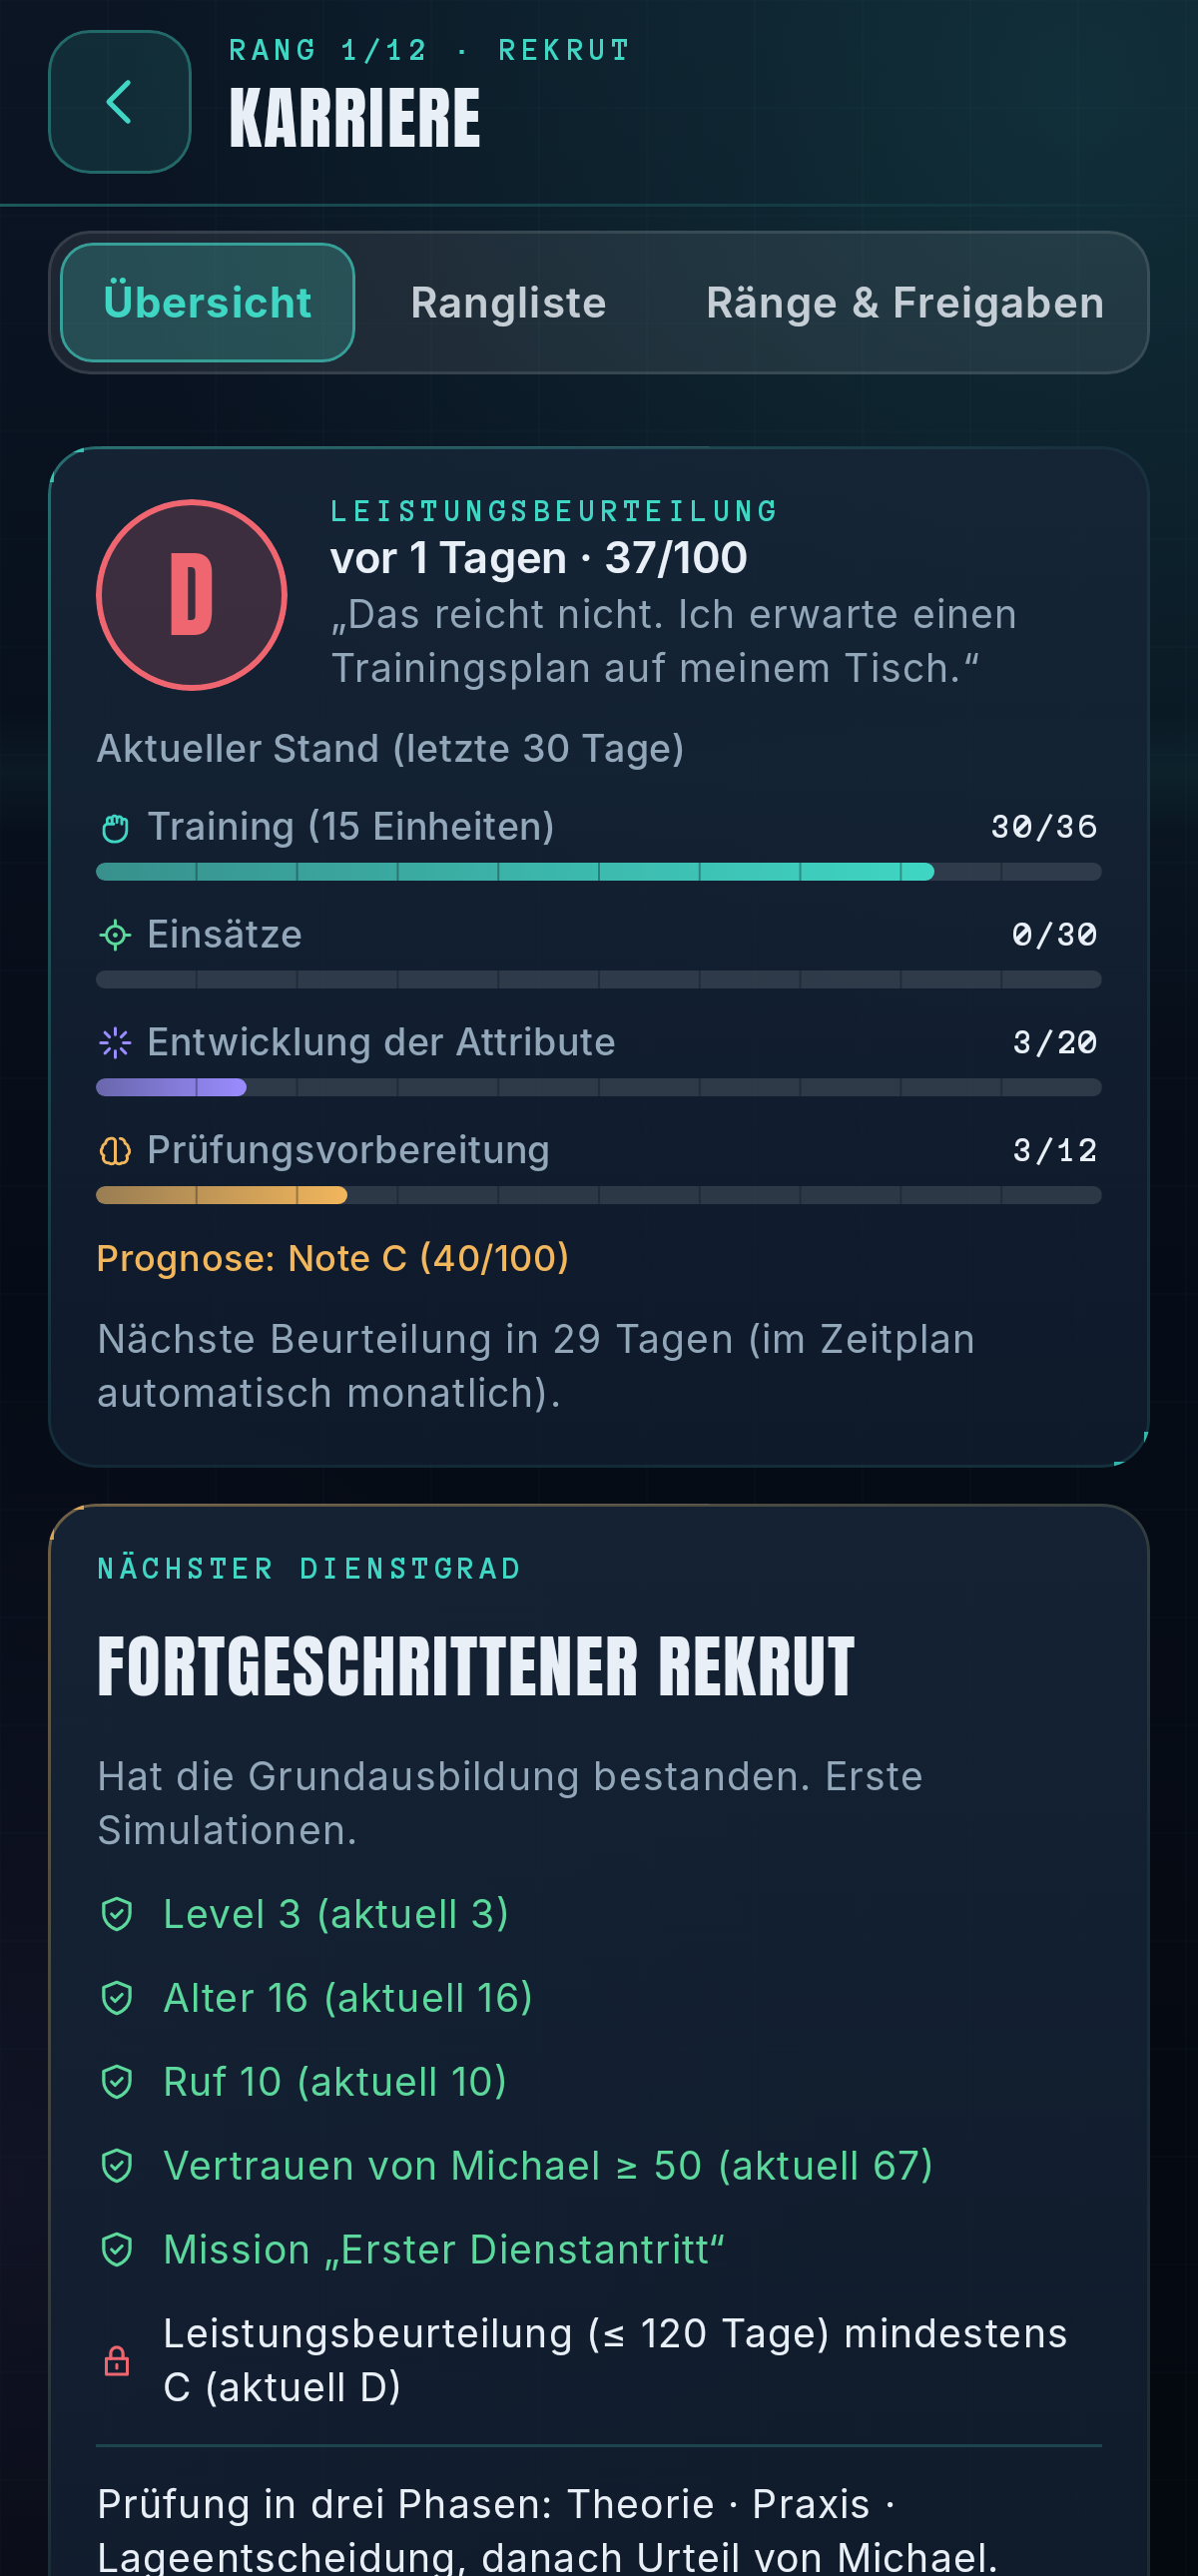 RANG 1/12 · REKRUT
KARRIERE
Übersicht
Rangliste
Ränge & Freigaben
D
LEISTUNGSBEURTEILUNG
vor 1 Tagen · 37/100
„Das reicht nicht. Ich erwarte einen
Trainingsplan auf meinem Tisch.“
Aktueller Stand (letzte 30 Tage)
Training (15 Einheiten) 30/36
Einsätze 0/30
Entwicklung der Attribute 3/20
Prüfungsvorbereitung 3/12
Prognose: Note C (40/100)
Nächste Beurteilung in 29 Tagen (im Zeitplan
automatisch monatlich).
NÄCHSTER DIENSTGRAD
FORTGESCHRITTENER REKRUT
Hat die Grundausbildung bestanden. Erste
Simulationen.
Level 3 (aktuell 3)
Alter 16 (aktuell 16)
Ruf 10 (aktuell 10)
Vertrauen von Michael ≥ 50 (aktuell 67)
Mission „Erster Dienstantritt“
Leistungsbeurteilung (≤ 120 Tage) mindestens
C (aktuell D)
Prüfung in drei Phasen: Theorie · Praxis ·
Lageentscheidung, danach Urteil von Michael.